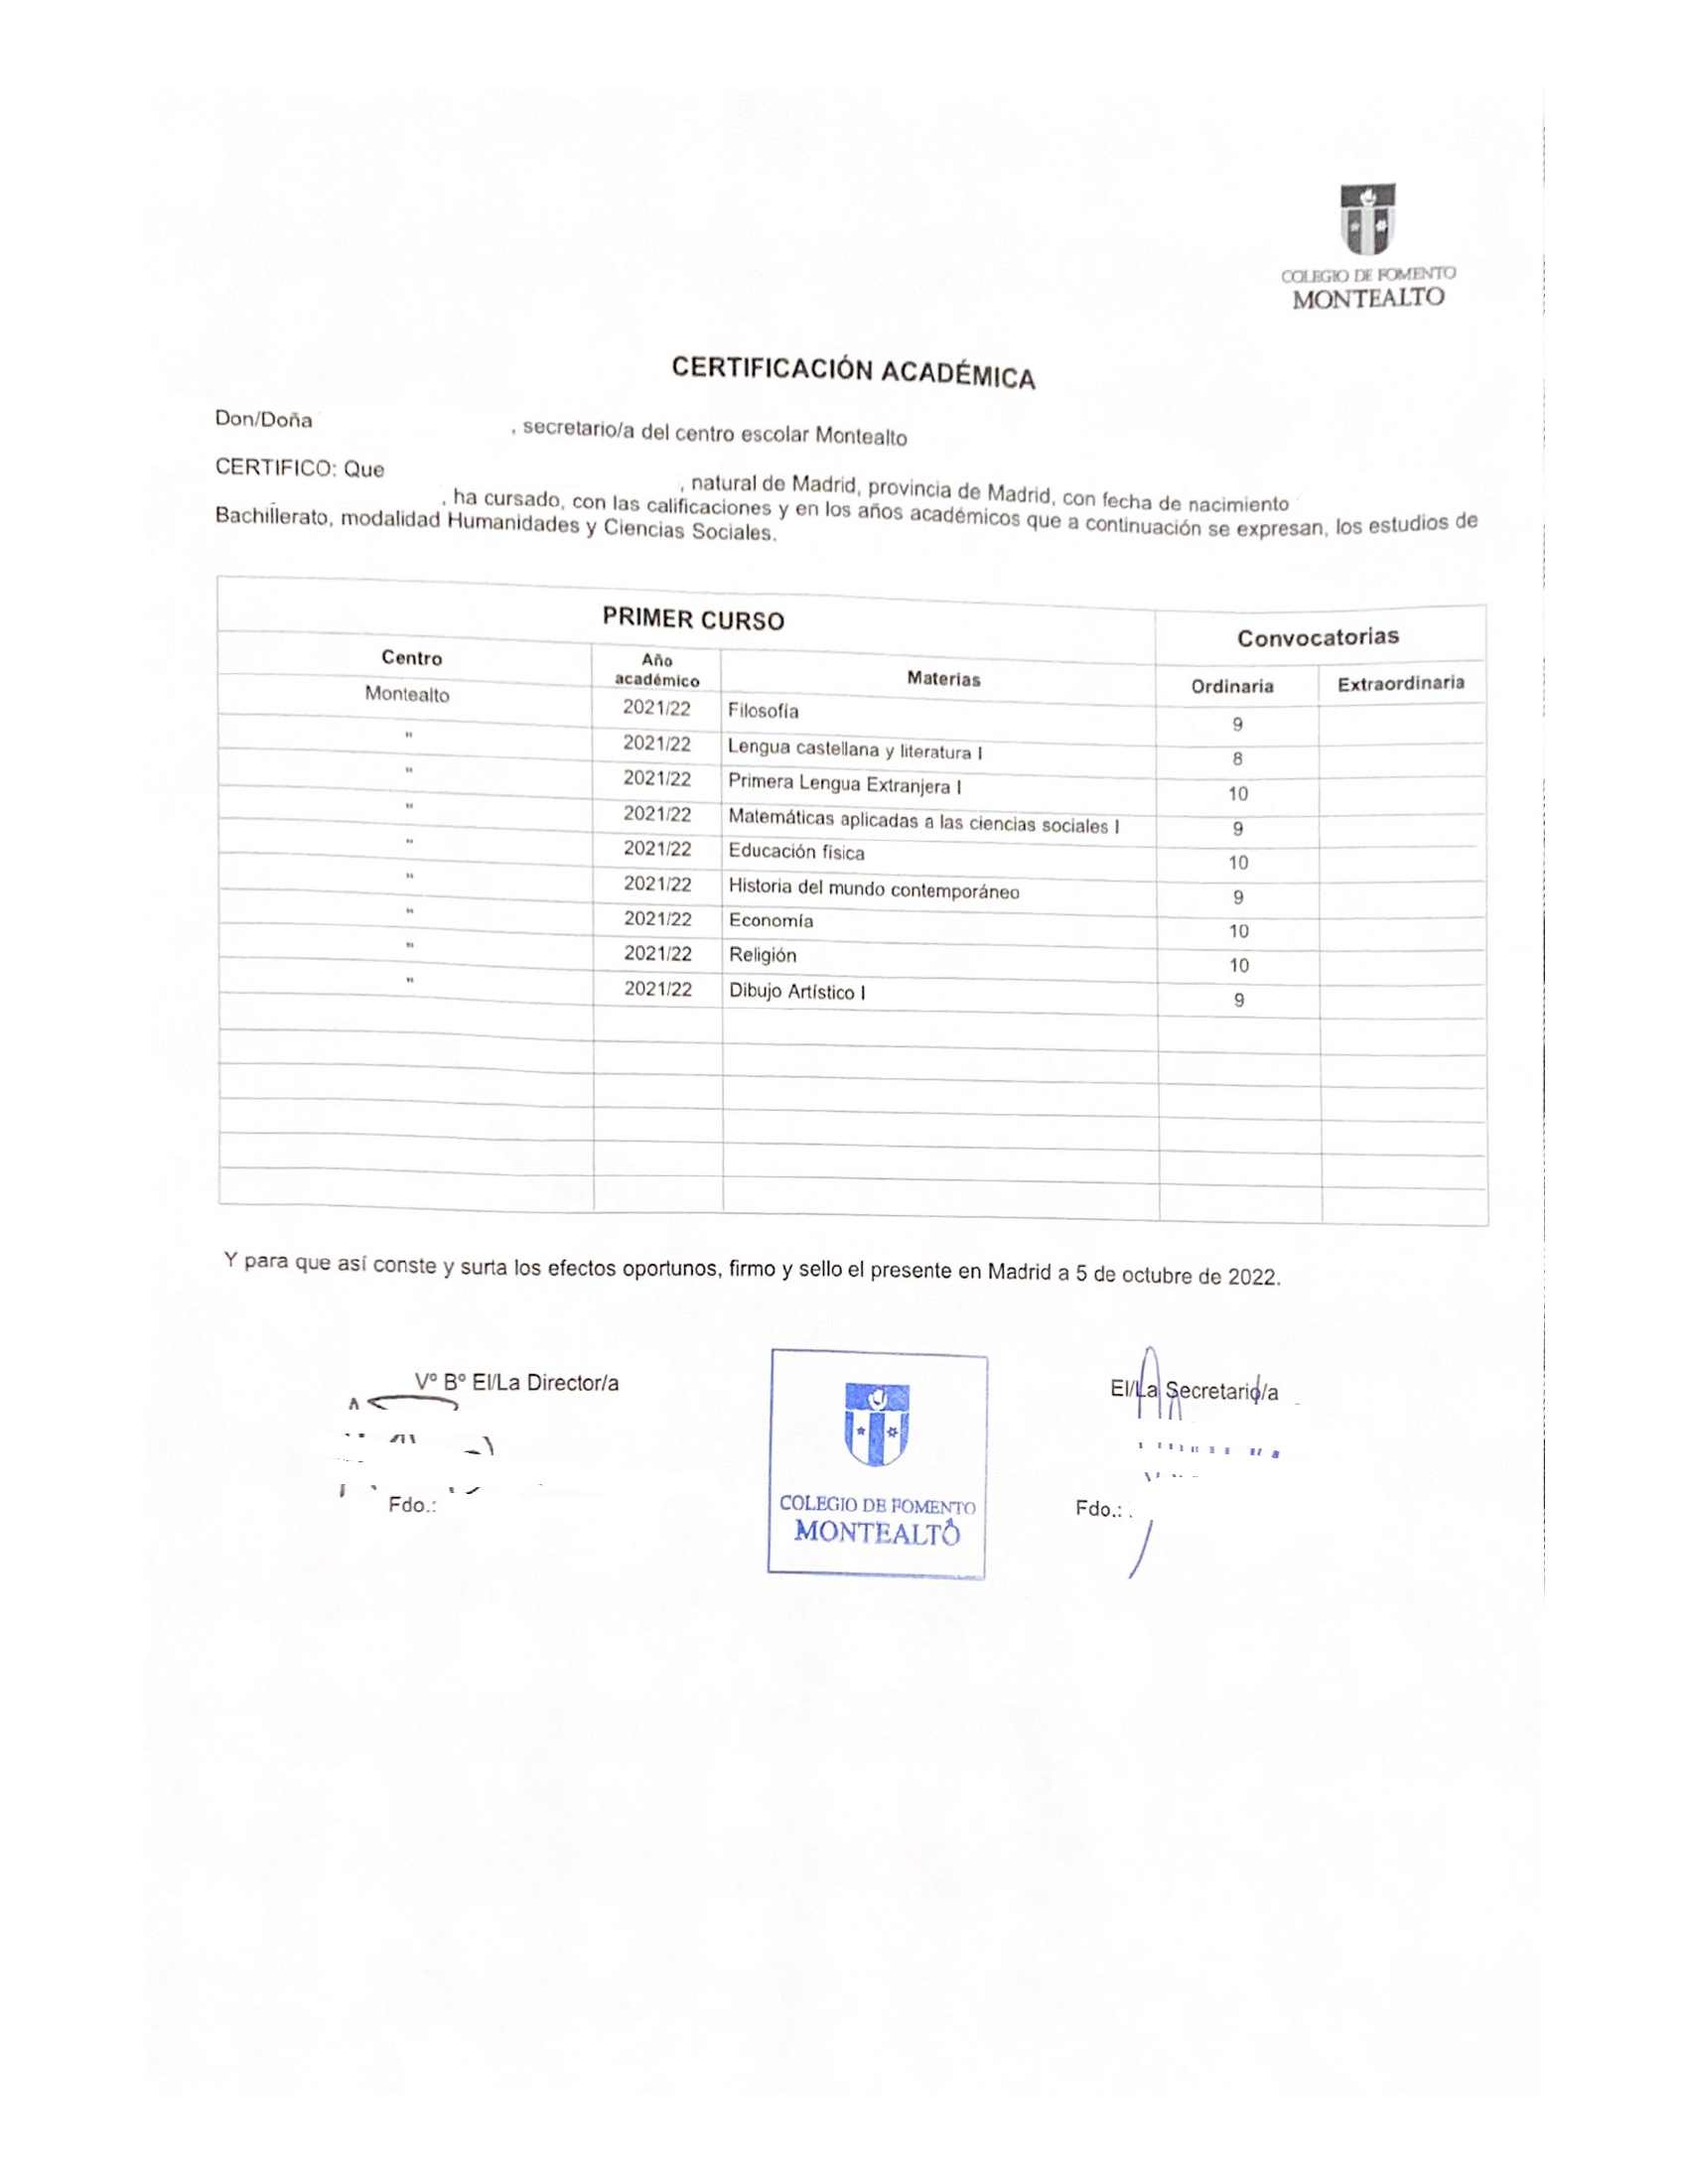 COLEGIO DE FOMENTO
MONTEALTO
CERTIFICACIÓN ACADÉMICA
Don/Doña , secretario/a del centro escolar Montealto
CERTIFICO: Que , natural de Madrid, provincia de Madrid, con fecha de nacimiento
, ha cursado, con las calificaciones y en los años académicos que a continuación se expresan, los estudios de
Bachillerato, modalidad Humanidades y Ciencias Sociales.
PRIMER CURSO Convocatorias
Centro Año académico Materias Ordinaria Extraordinaria
Montealto 2021/22 Filosofía 9
" 2021/22 Lengua castellana y literatura I 8
" 2021/22 Primera Lengua Extranjera I 10
" 2021/22 Matemáticas aplicadas a las ciencias sociales I 9
" 2021/22 Educación física 10
" 2021/22 Historia del mundo contemporáneo 9
" 2021/22 Economía 10
" 2021/22 Religión 10
" 2021/22 Dibujo Artístico I 9
Y para que así conste y surta los efectos oportunos, firmo y sello el presente en Madrid a 5 de octubre de 2022.
Vº Bº El/La Director/a
El/La Secretario/a
Fdo.:
COLEGIO DE FOMENTO
MONTEALTO
Fdo.: